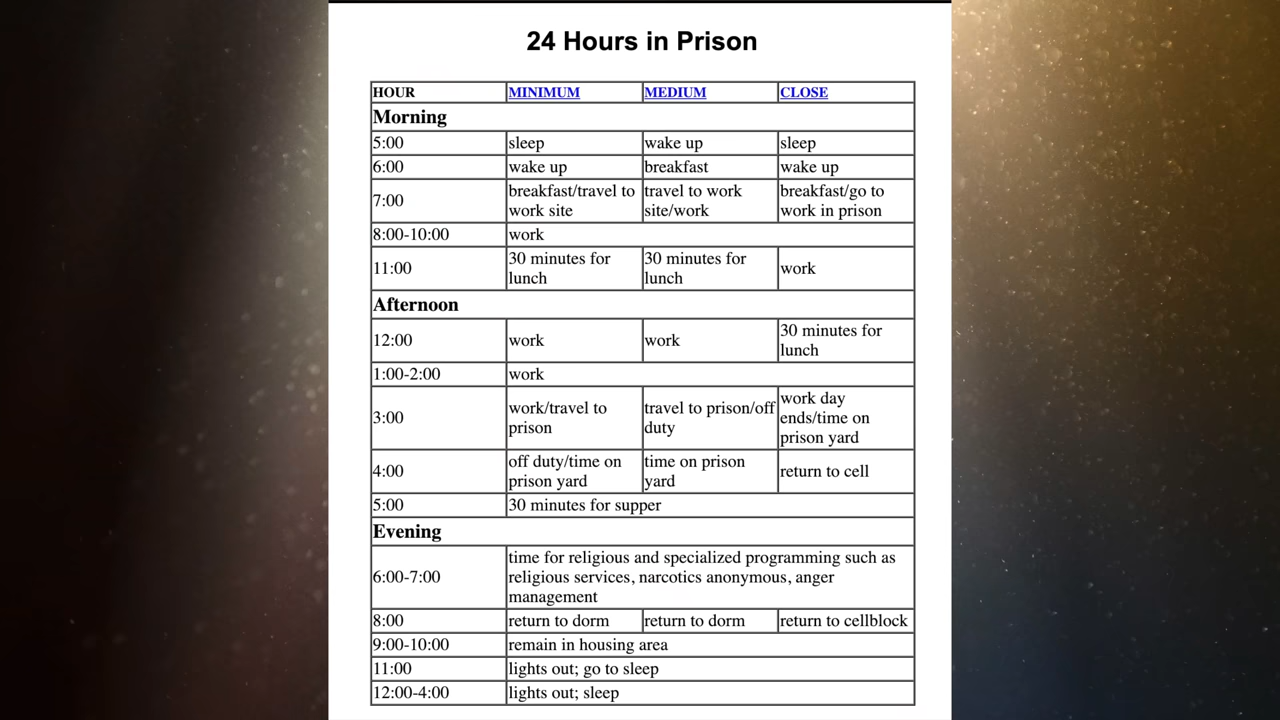 24 Hours in Prison
HOUR MINIMUM MEDIUM CLOSE
Morning
5:00 sleep wake up sleep
6:00 wake up breakfast wake up
7:00 breakfast/travel to work site travel to work site/work breakfast/go to work in prison
8:00-10:00 work
11:00 30 minutes for lunch 30 minutes for lunch work
Afternoon
12:00 work work 30 minutes for lunch
1:00-2:00 work
3:00 work/travel to prison travel to prison/off duty work day ends/time on prison yard
4:00 off duty/time on prison yard time on prison yard return to cell
5:00 30 minutes for supper
Evening
6:00-7:00 time for religious and specialized programming such as religious services, narcotics anonymous, anger management
8:00 return to dorm return to dorm return to cellblock
9:00-10:00 remain in housing area
11:00 lights out; go to sleep
12:00-4:00 lights out; sleep